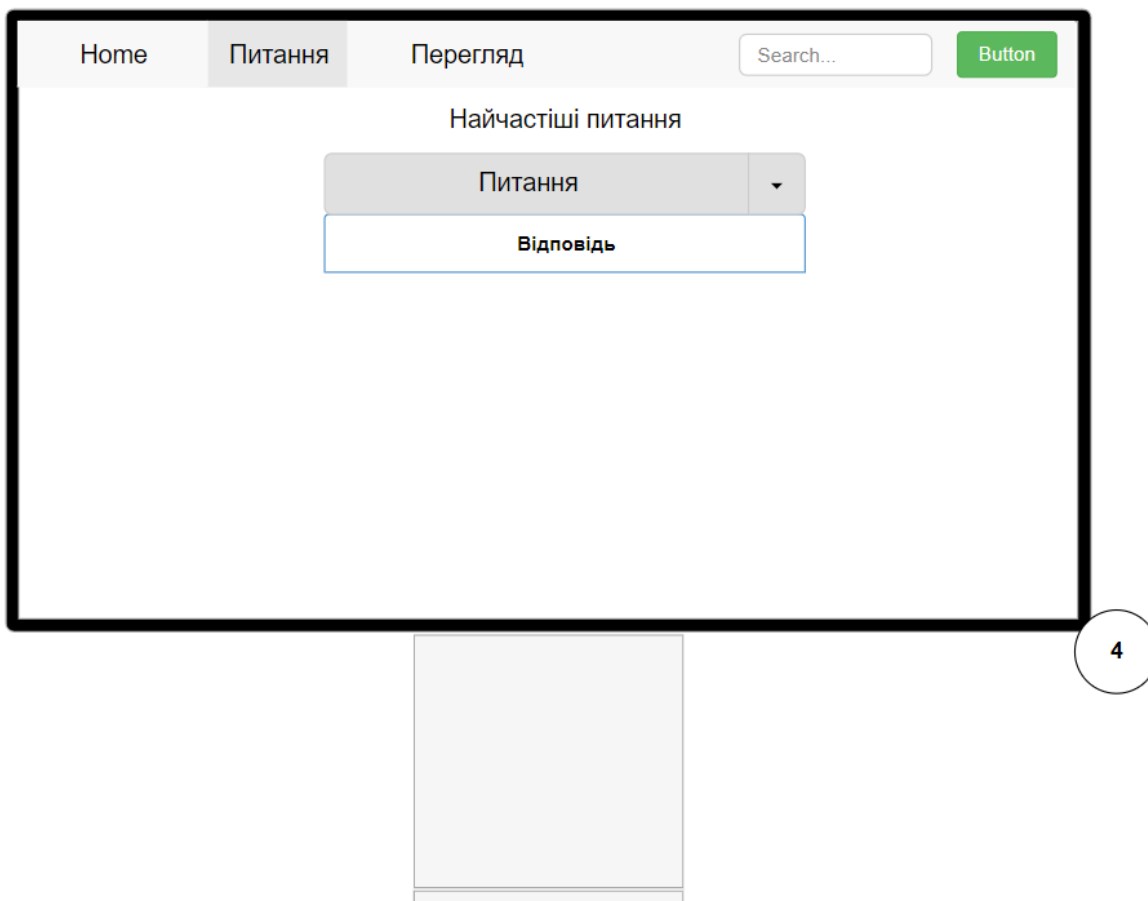 Home Питання Перегляд Search... Button
Найчастіші питання
Питання
Відповідь
4